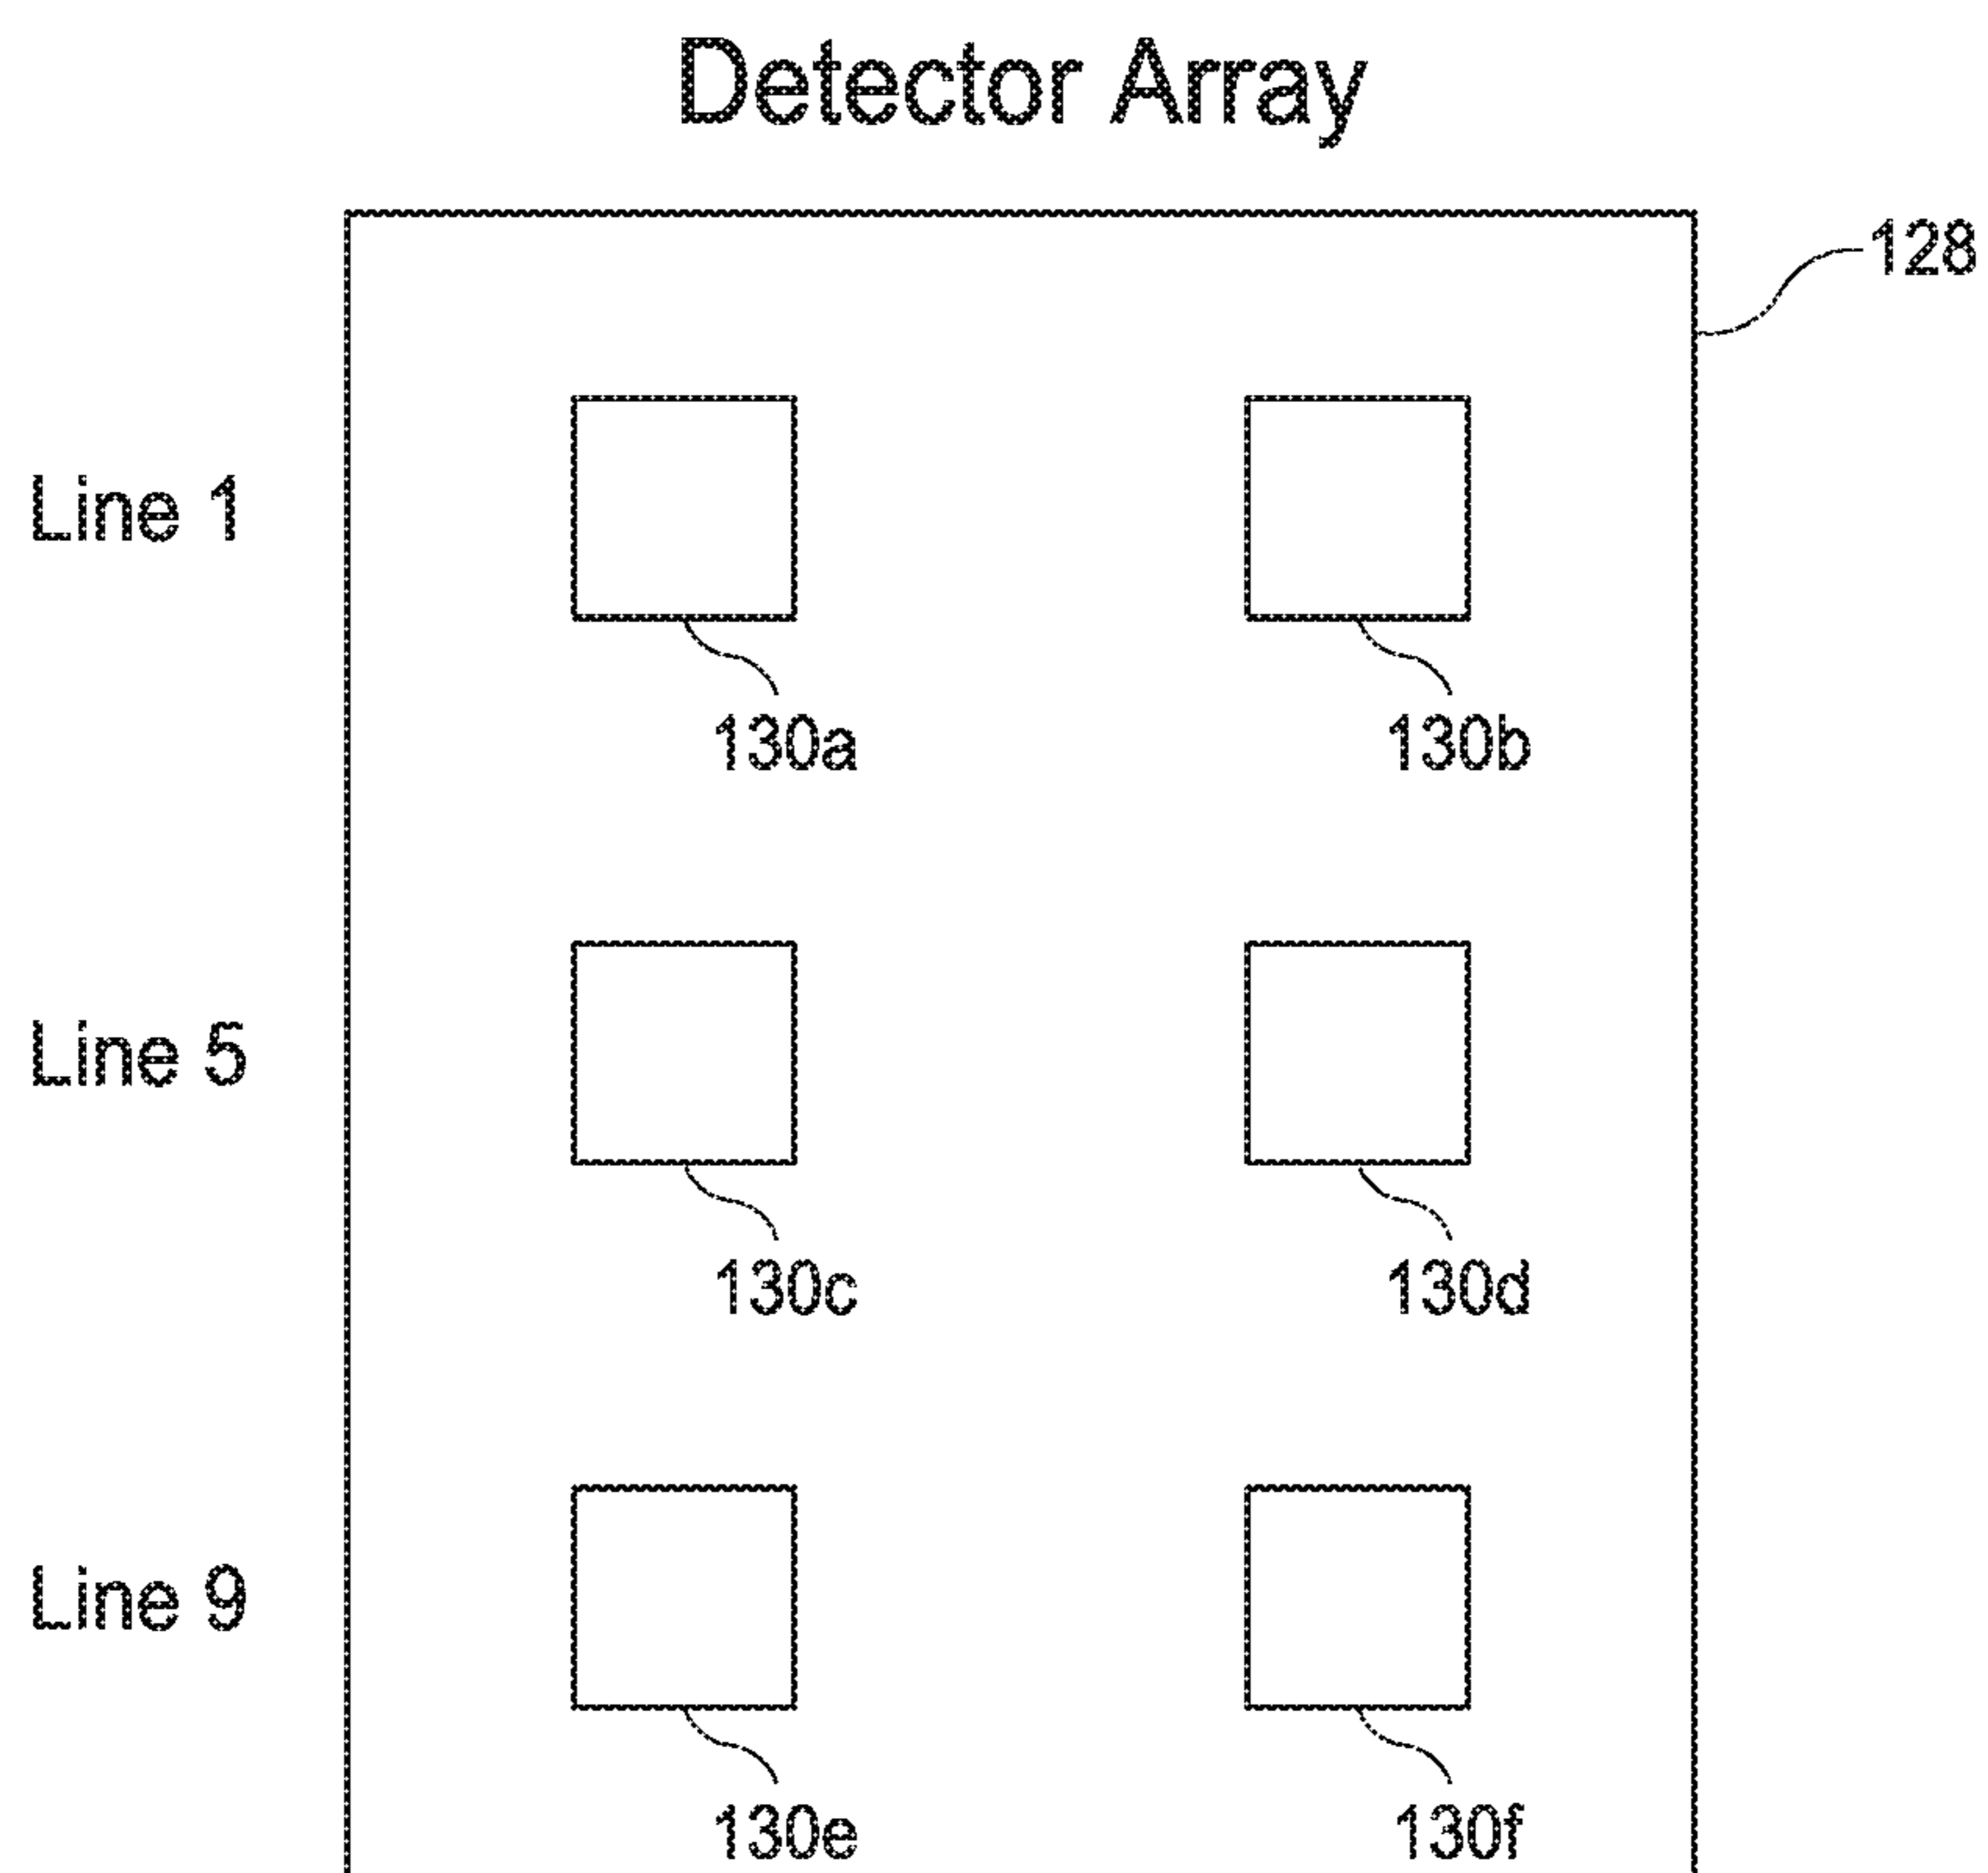 Detector Array
128
Line 1
130a
130b
Line 5
130c
130d
Line 9
130e
130f